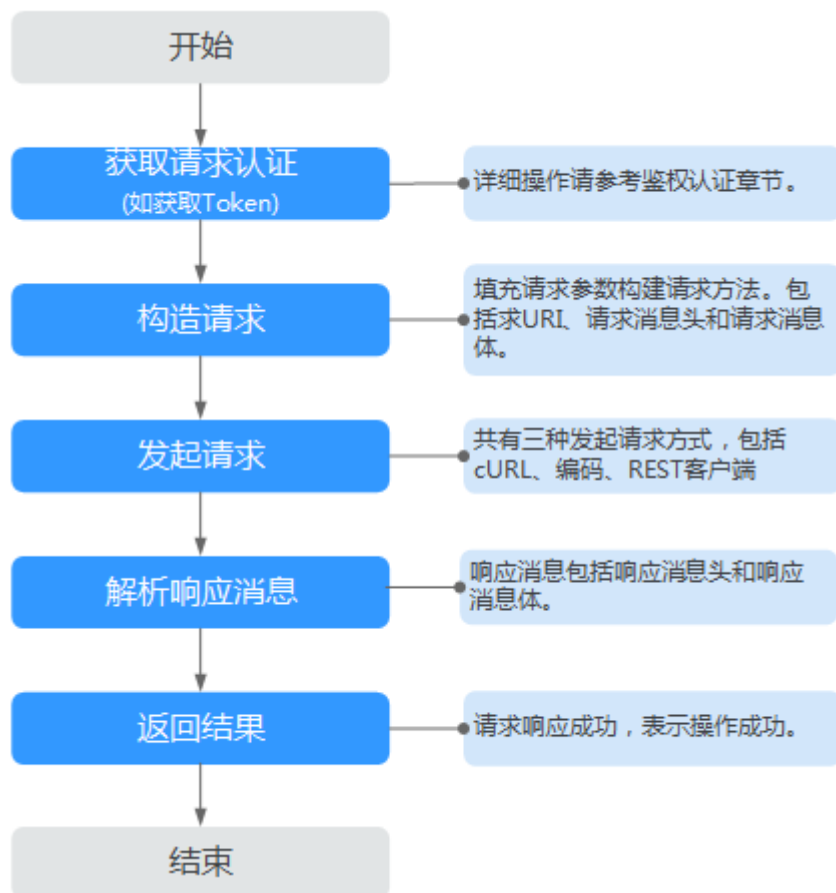 开始
获取请求认证
(如获取Token)
详细操作请参考鉴权认证章节。
构造请求
填充请求参数构建请求方法。包
括求URI、请求消息头和请求消息
体。
发起请求
共有三种发起请求方式，包括
cURL、编码、REST客户端
解析响应消息
响应消息包括响应消息头和响应
消息体。
返回结果
请求响应成功，表示操作成功。
结束